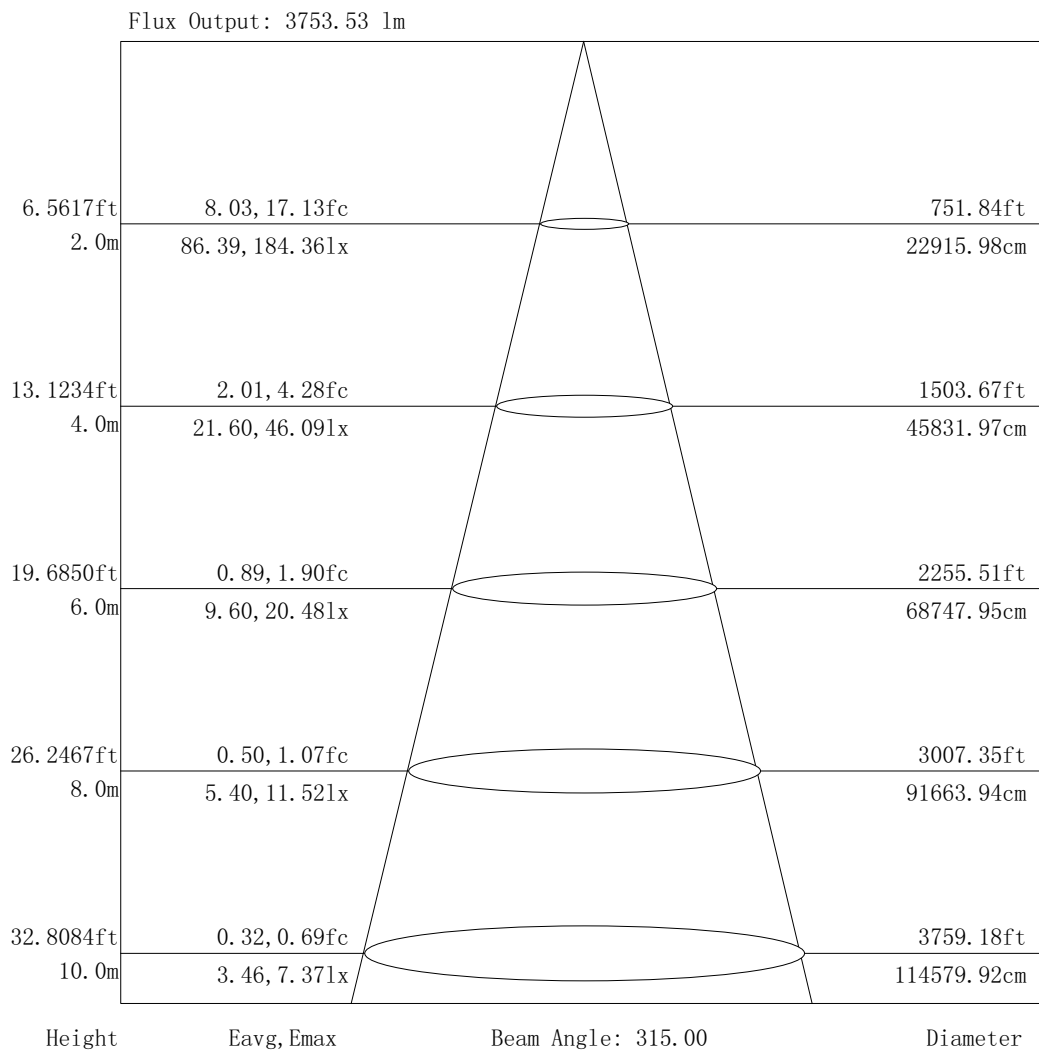 Flux Output: 3753.53 lm
6.5617ft 8.03,17.13fc 751.84ft
2.0m 86.39,184.36lx 22915.98cm
13.1234ft 2.01,4.28fc 1503.67ft
4.0m 21.60,46.09lx 45831.97cm
19.6850ft 0.89,1.90fc 2255.51ft
6.0m 9.60,20.48lx 68747.95cm
26.2467ft 0.50,1.07fc 3007.35ft
8.0m 5.40,11.52lx 91663.94cm
32.8084ft 0.32,0.69fc 3759.18ft
10.0m 3.46,7.37lx 114579.92cm
Height Eavg,Emax Beam Angle: 315.00 Diameter